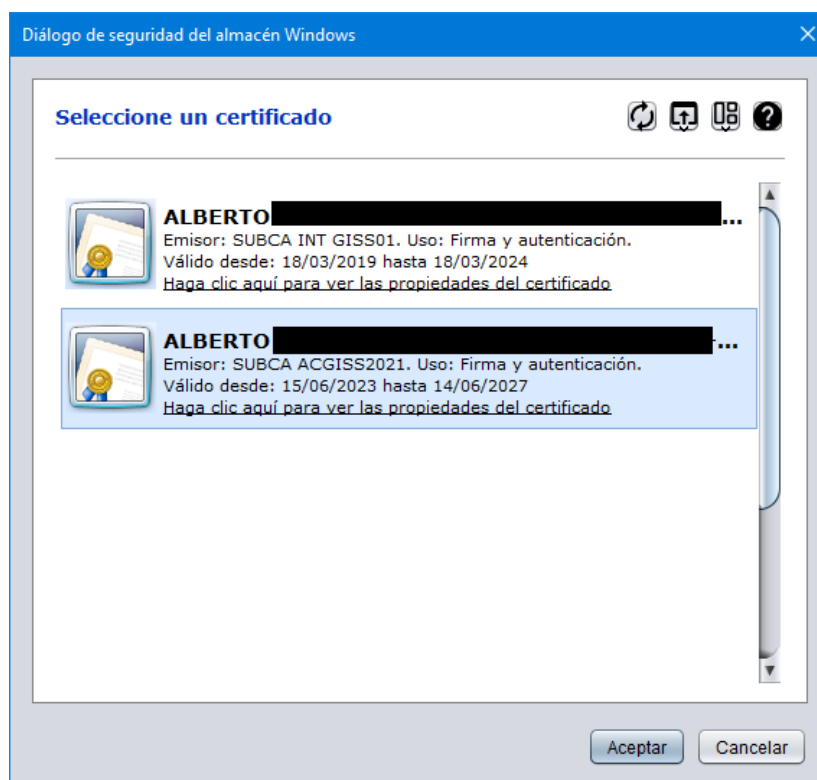 Diálogo de seguridad del almacén Windows
Seleccione un certificado
ALBERTO ...
Emisor: SUBCA INT GISS01. Uso: Firma y autenticación.
Válido desde: 18/03/2019 hasta 18/03/2024
Haga clic aquí para ver las propiedades del certificado
ALBERTO ...
Emisor: SUBCA ACGISS2021. Uso: Firma y autenticación.
Válido desde: 15/06/2023 hasta 14/06/2027
Haga clic aquí para ver las propiedades del certificado
Aceptar Cancelar